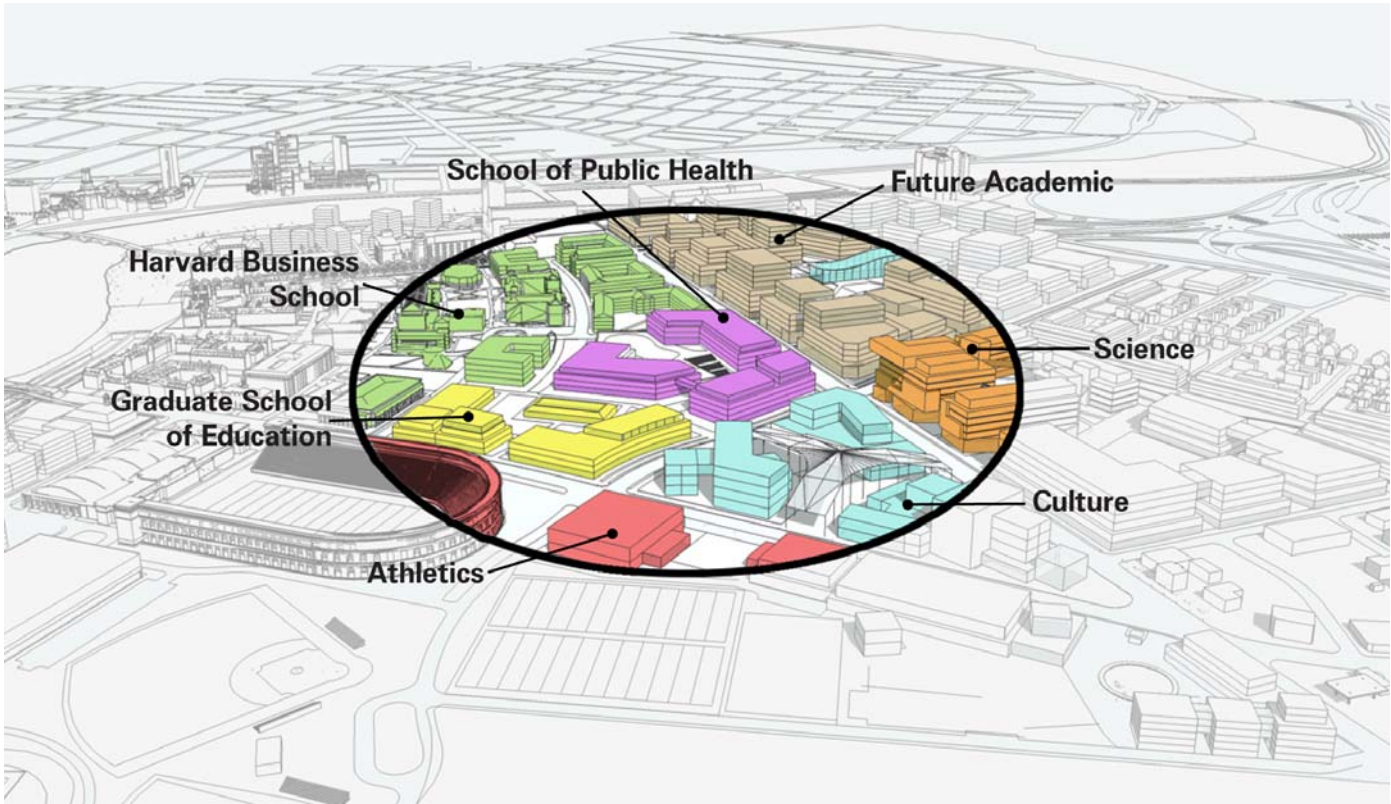 School of Public Health
Future Academic
Harvard Business
School
Science
Graduate School
of Education
Culture
Athletics